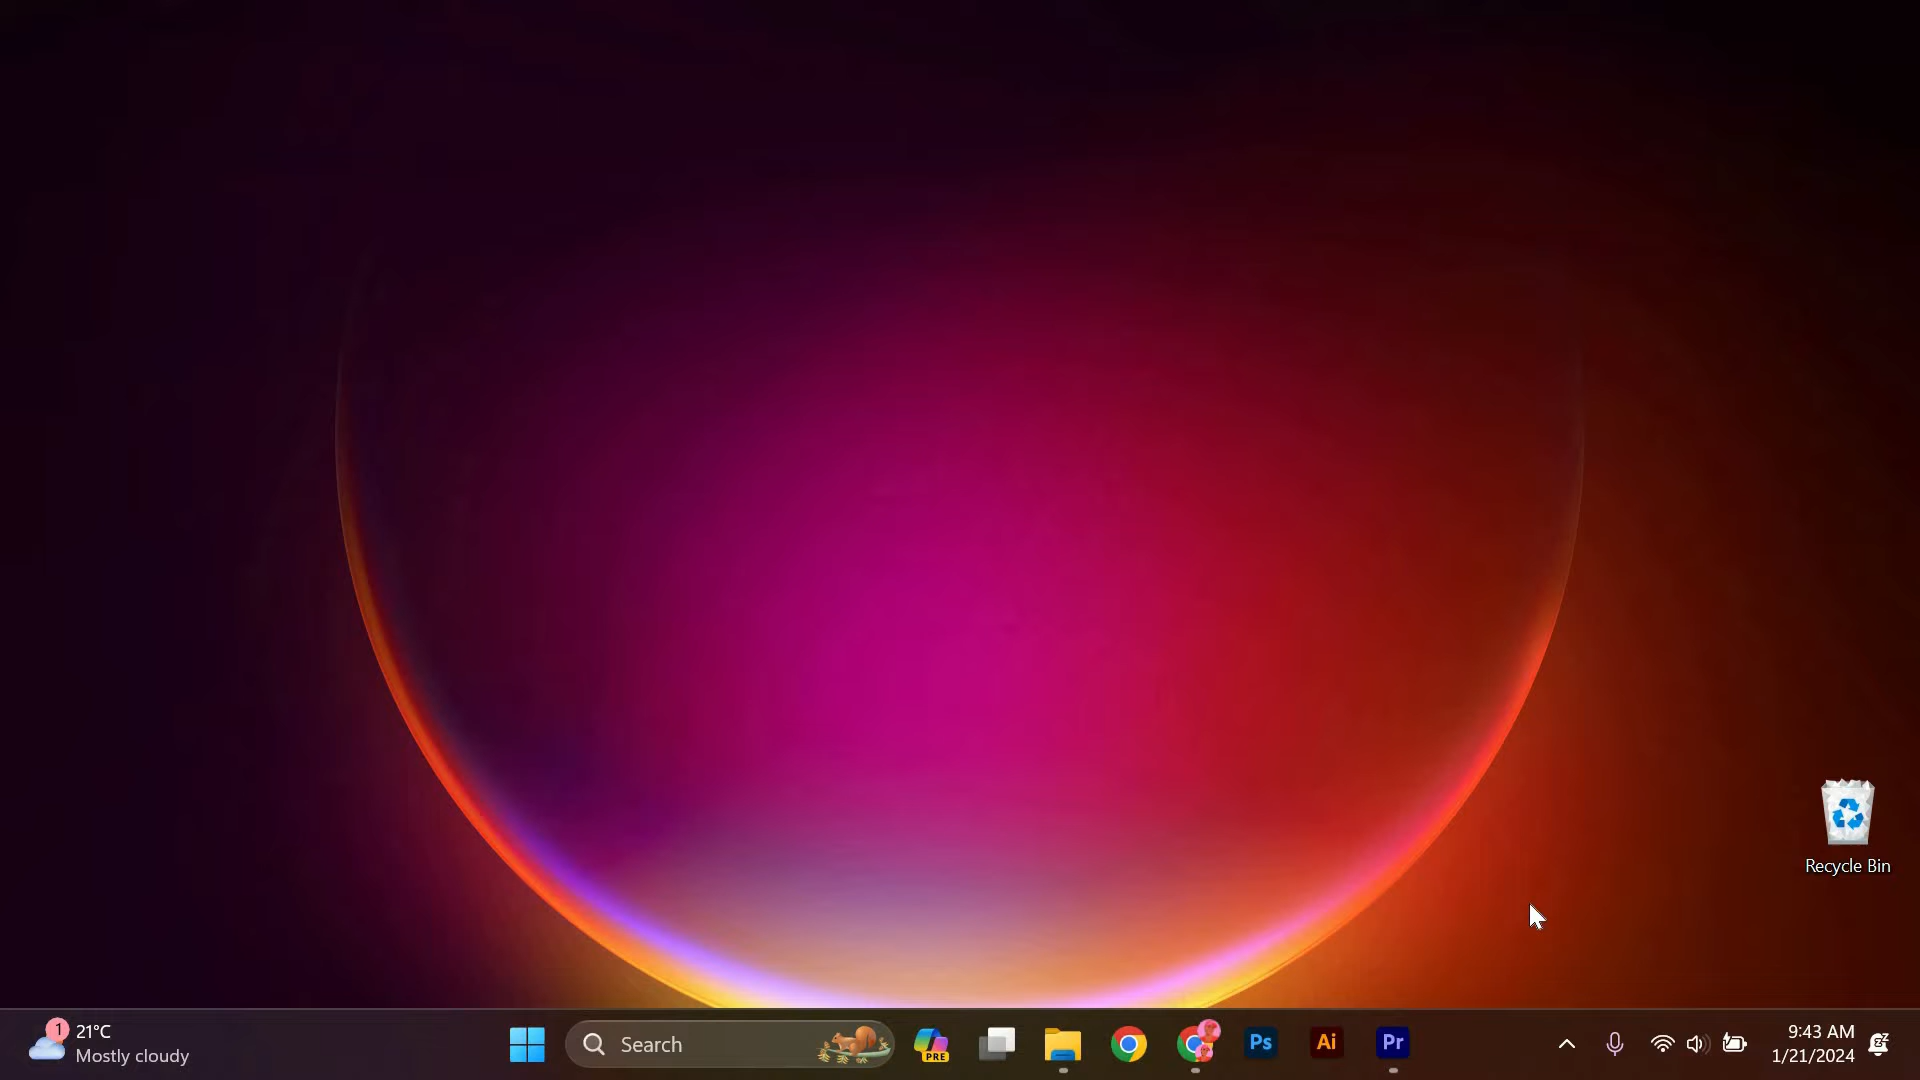 Recycle Bin
1
21°C
Mostly cloudy
Search
PRE
Ps
Ai
Pr
9:43 AM
1/21/2024